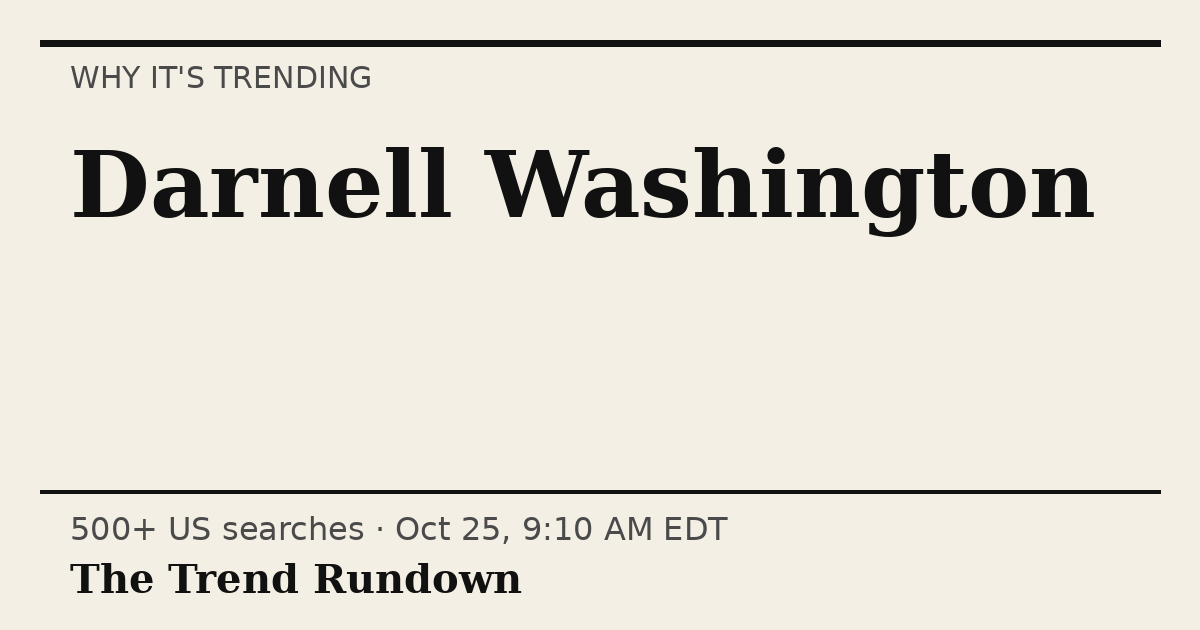 WHY IT'S TRENDING
Darnell Washington
500+ US searches · Oct 25, 9:10 AM EDT
The Trend Rundown